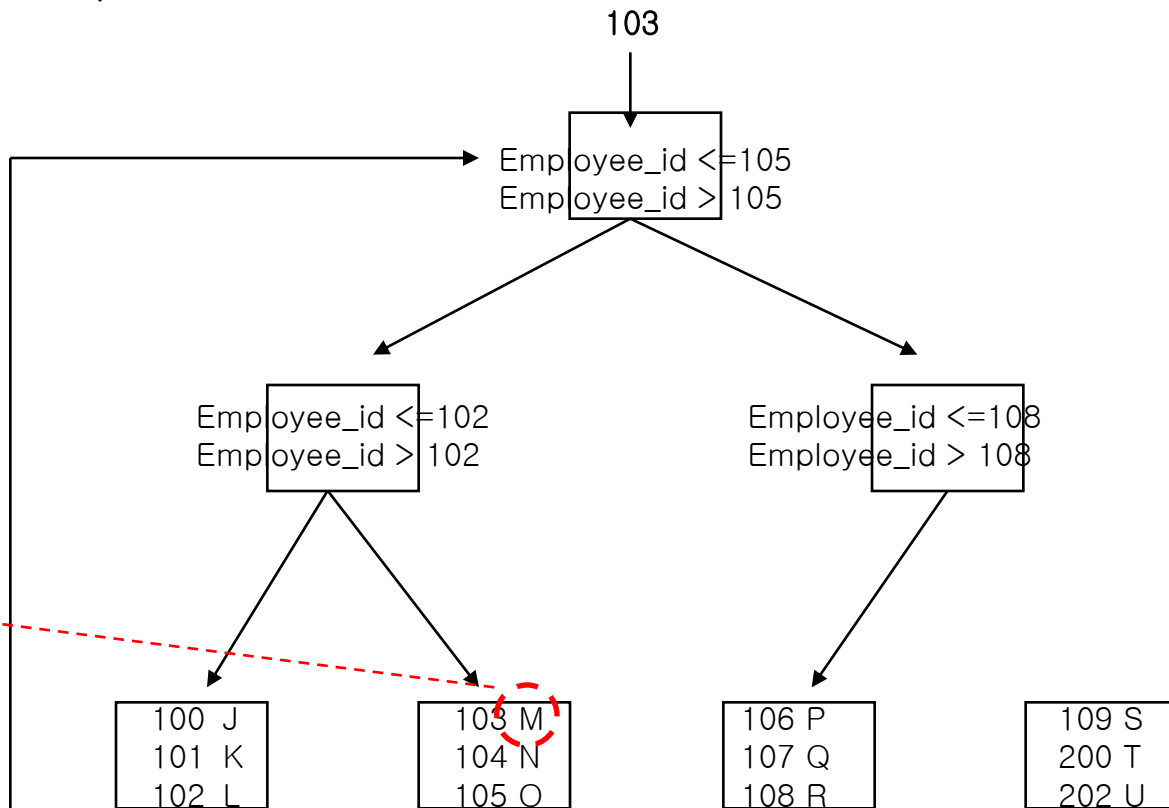 103
Employee_id <=105
Employee_id > 105
Employee_id <=102
Employee_id > 102
Employee_id <=108
Employee_id > 108
100 J
101 K
102 L
103 M
104 N
105 O
106 P
107 Q
108 R
109 S
200 T
202 U